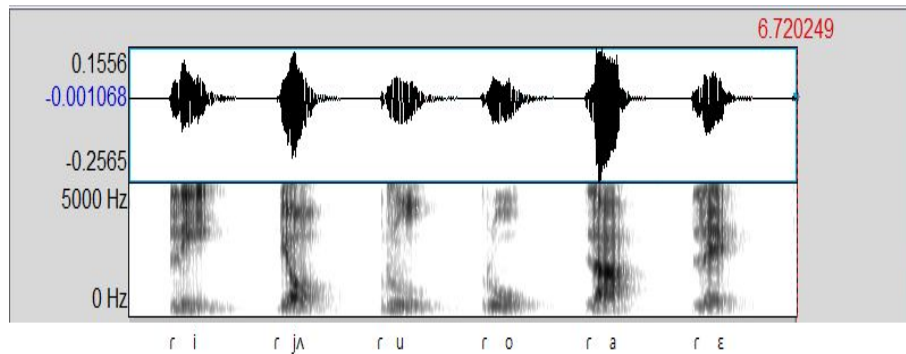 6.720249
0.1556
-0.001068
-0.2565
5000 Hz
0 Hz
ɾ i ɾ jʌ ɾ u ɾ o ɾ a ɾ ɛ